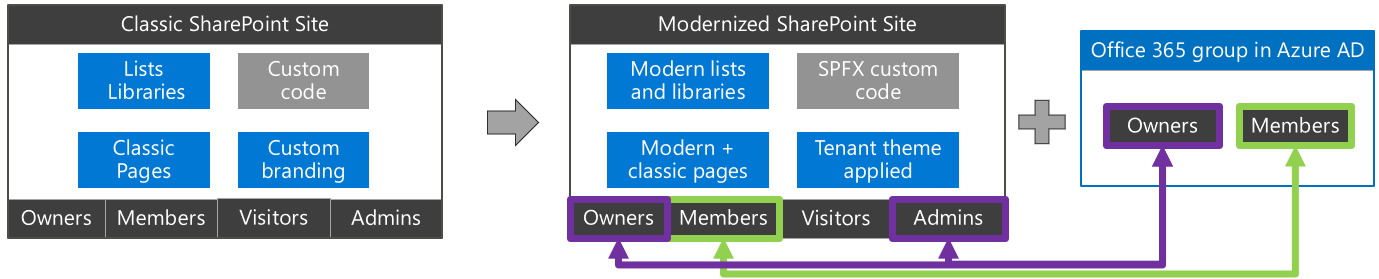 Classic SharePoint Site
Lists
Libraries
Custom
code
Classic
Pages
Custom
branding
Owners
Members
Visitors
Admins
Modernized SharePoint Site
Modern lists
and libraries
SPFX custom
code
Modern +
classic pages
Tenant theme
applied
Owners
Members
Visitors
Admins
Office 365 group in Azure AD
Owners
Members